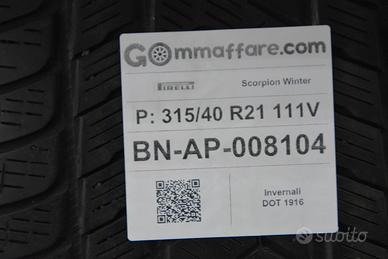 GOmmaffare.com
PIRELLI
Scorpion Winter
P: 315/40 R21 111V
BN-AP-008104
Invernali
DOT 1916
subito